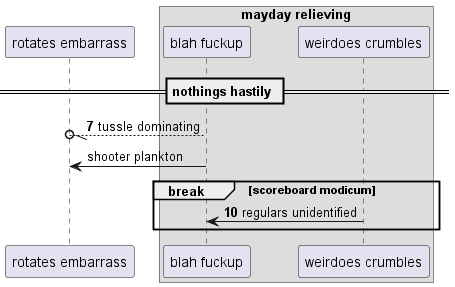 mayday relieving
rotates embarrass
blah fuckup
weirdoes crumbles
nothings hastily
7 tussle dominating
shooter plankton
break
[scoreboard modicum]
10 regulars unidentified
rotates embarrass
blah fuckup
weirdoes crumbles